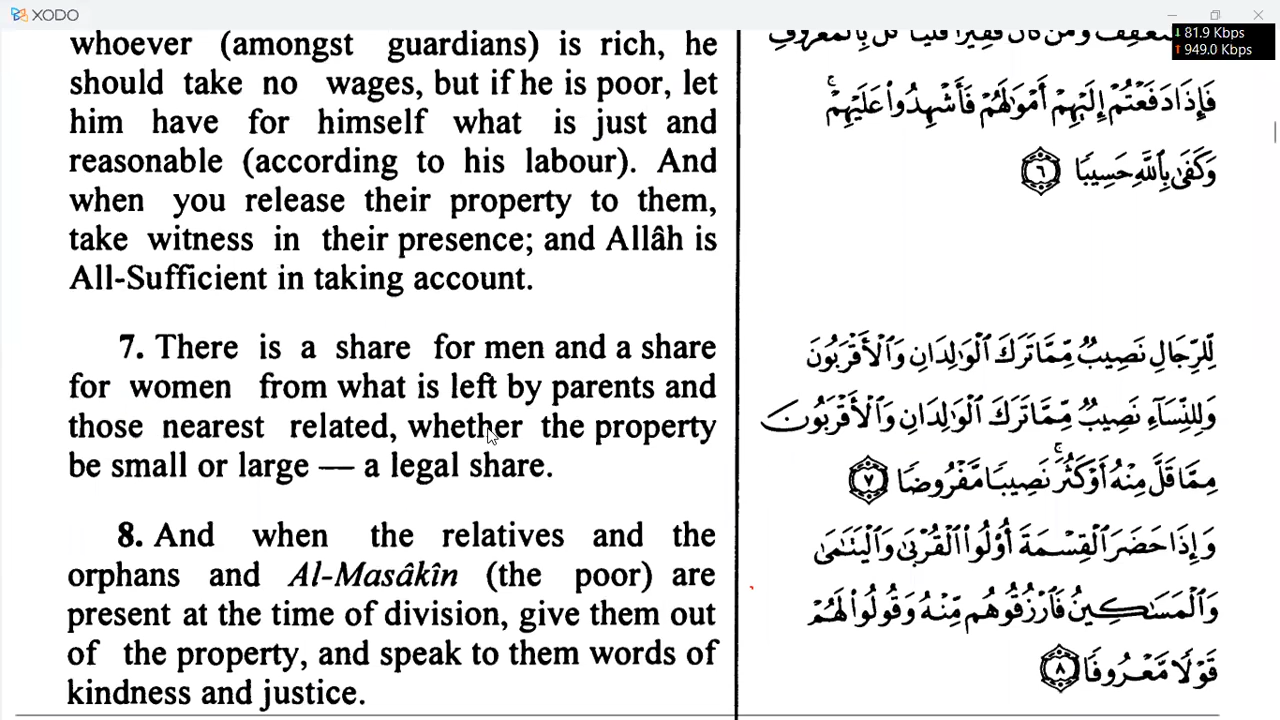 XODO
↓ 81.9 Kbps
↑ 949.0 Kbps
whoever (amongst guardians) is rich, he
should take no wages, but if he is poor, let
him have for himself what is just and
reasonable (according to his labour). And
when you release their property to them,
take witness in their presence; and Allâh is
All-Sufficient in taking account.
7. There is a share for men and a share
for women from what is left by parents and
those nearest related, whether the property
be small or large — a legal share.
8. And when the relatives and the
orphans and Al-Masâkîn (the poor) are
present at the time of division, give them out
of the property, and speak to them words of
kindness and justice.
فَإِذَا دَفَعْتُمْ إِلَيْهِمْ أَمْوَٰلَهُمْ فَأَشْهِدُوا۟ عَلَيْهِمْ ۚ
وَكَفَىٰ بِٱللَّهِ حَسِيبًا ٦
لِّلرِّجَالِ نَصِيبٌ مِّمَّا تَرَكَ ٱلْوَٰلِدَانِ وَٱلْأَقْرَبُونَ
وَلِلنِّسَآءِ نَصِيبٌ مِّمَّا تَرَكَ ٱلْوَٰلِدَانِ وَٱلْأَقْرَبُونَ
مِمَّا قَلَّ مِنْهُ أَوْ كَثُرَ ۚ نَصِيبًا مَّفْرُوضًا ٧
وَإِذَا حَضَرَ ٱلْقِسْمَةَ أُو۟لُوا۟ ٱلْقُرْبَىٰ وَٱلْيَتَٰمَىٰ
وَٱلْمَسَٰكِينُ فَٱرْزُقُوهُم مِّنْهُ وَقُولُوا۟ لَهُمْ
قَوْلًا مَّعْرُوفًا ٨